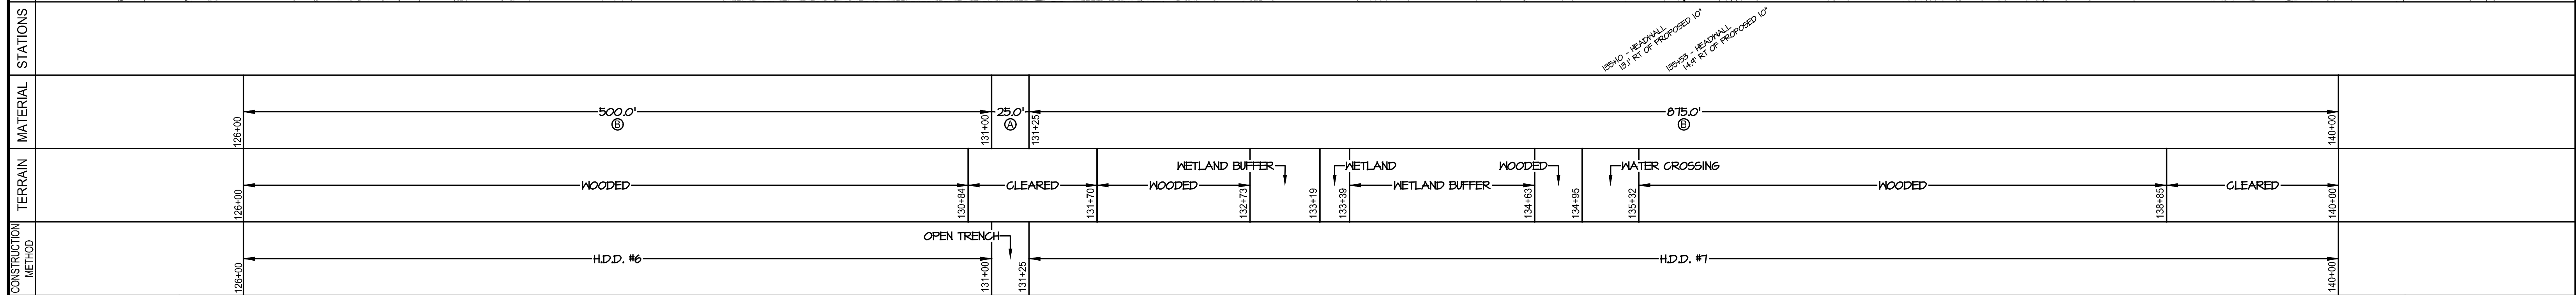 STATIONS
135+10 - HEADWALL
13.1' RT OF PROPOSED 10"
135+53 - HEADWALL
14.9' RT OF PROPOSED 10"
MATERIAL
126+00
500.0'
B
131+00
25.0'
A
131+25
875.0'
B
140+00
TERRAIN
126+00
WOODED
130+84
CLEARED
131+70
WOODED
132+73
WETLAND BUFFER
133+19
WETLAND
133+39
WETLAND BUFFER
134+63
WOODED
134+95
WATER CROSSING
135+32
WOODED
138+85
CLEARED
140+00
CONSTRUCTION
METHOD
126+00
H.D.D. #6
131+00
OPEN TRENCH
131+25
H.D.D. #7
140+00